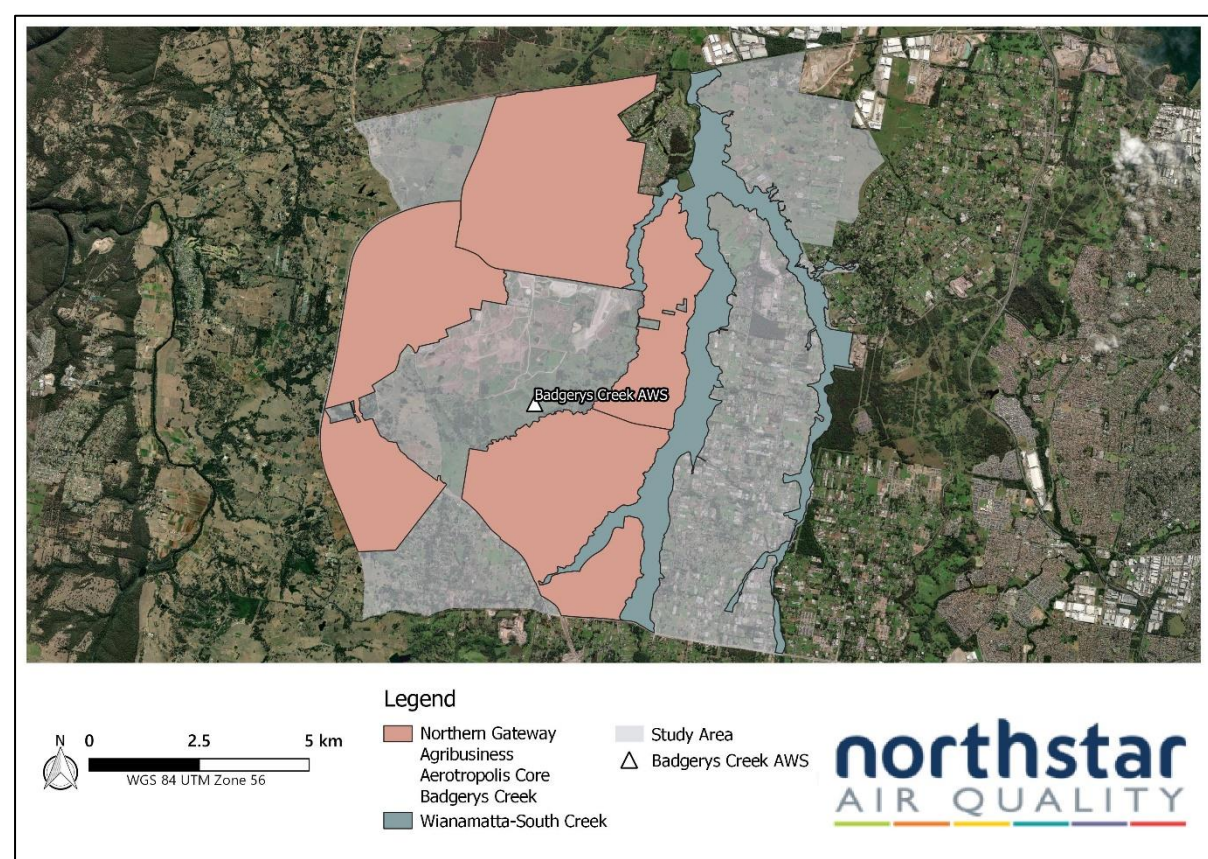 Badgerys Creek AWS
Legend
N 0 2.5 5 km
WGS 84 UTM Zone 56
Northern Gateway
Agribusiness
Aerotropolis Core
Badgerys Creek
Wianamatta-South Creek
Study Area
Badgerys Creek AWS
northstar
AIR QUALITY